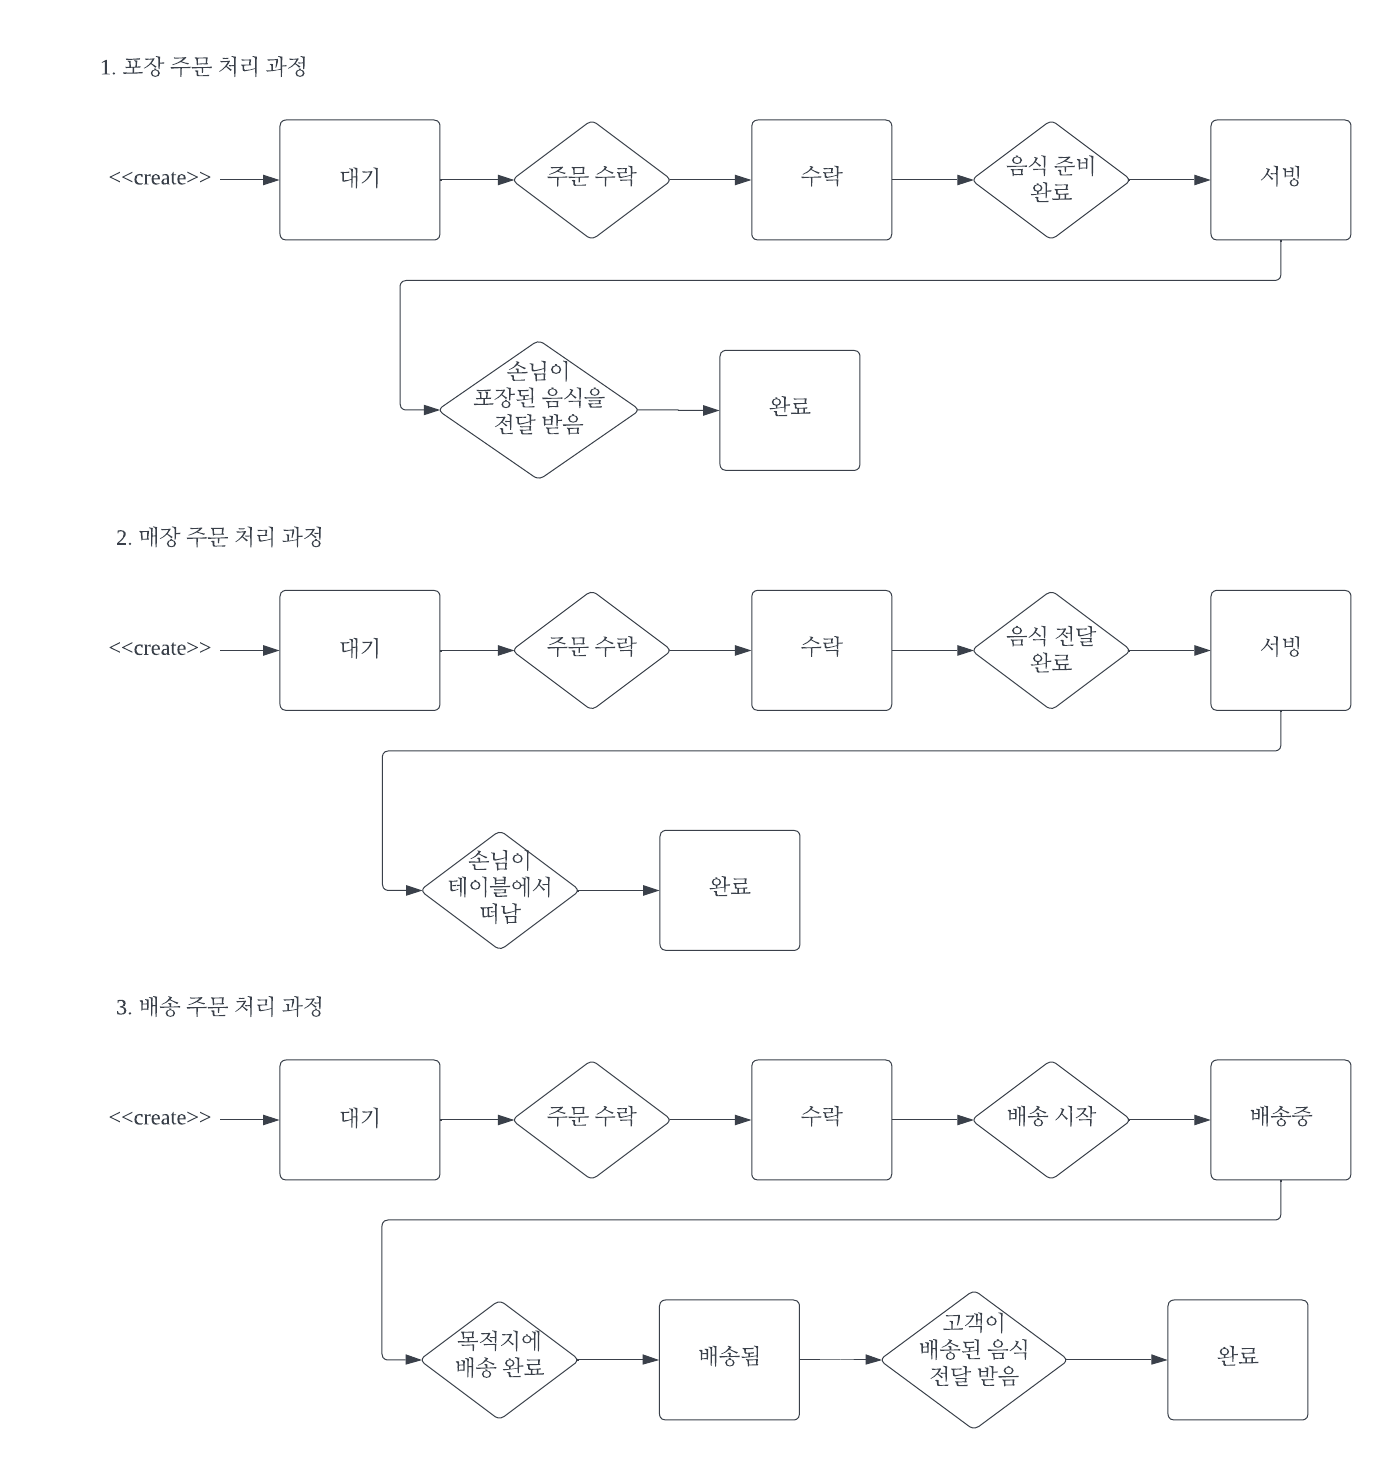 1. 포장 주문 처리 과정
<<create>>
대기
주문 수락
수락
음식 준비
완료
서빙
손님이
포장된 음식을
전달 받음
완료
2. 매장 주문 처리 과정
<<create>>
대기
주문 수락
수락
음식 전달
완료
서빙
손님이
테이블에서
떠남
완료
3. 배송 주문 처리 과정
<<create>>
대기
주문 수락
수락
배송 시작
배송중
목적지에
배송 완료
배송됨
고객이
배송된 음식
전달 받음
완료